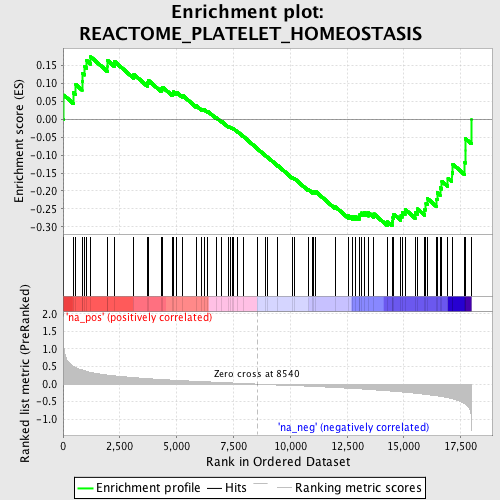 Enrichment plot:
REACTOME_PLATELET_HOMEOSTASIS
Enrichment score (ES)
0.15
0.10
0.05
0.00
-0.05
-0.10
-0.15
-0.20
-0.25
-0.30
'na_pos' (positively correlated)
Ranked list metric (PreRanked)
2.0
1.5
1.0
0.5
0.0
-0.5
-1.0
Zero cross at 8540
'na_neg' (negatively correlated)
0
2,500
5,000
7,500
10,000
12,500
15,000
17,500
Rank in Ordered Dataset
Enrichment profile
Hits
Ranking metric scores